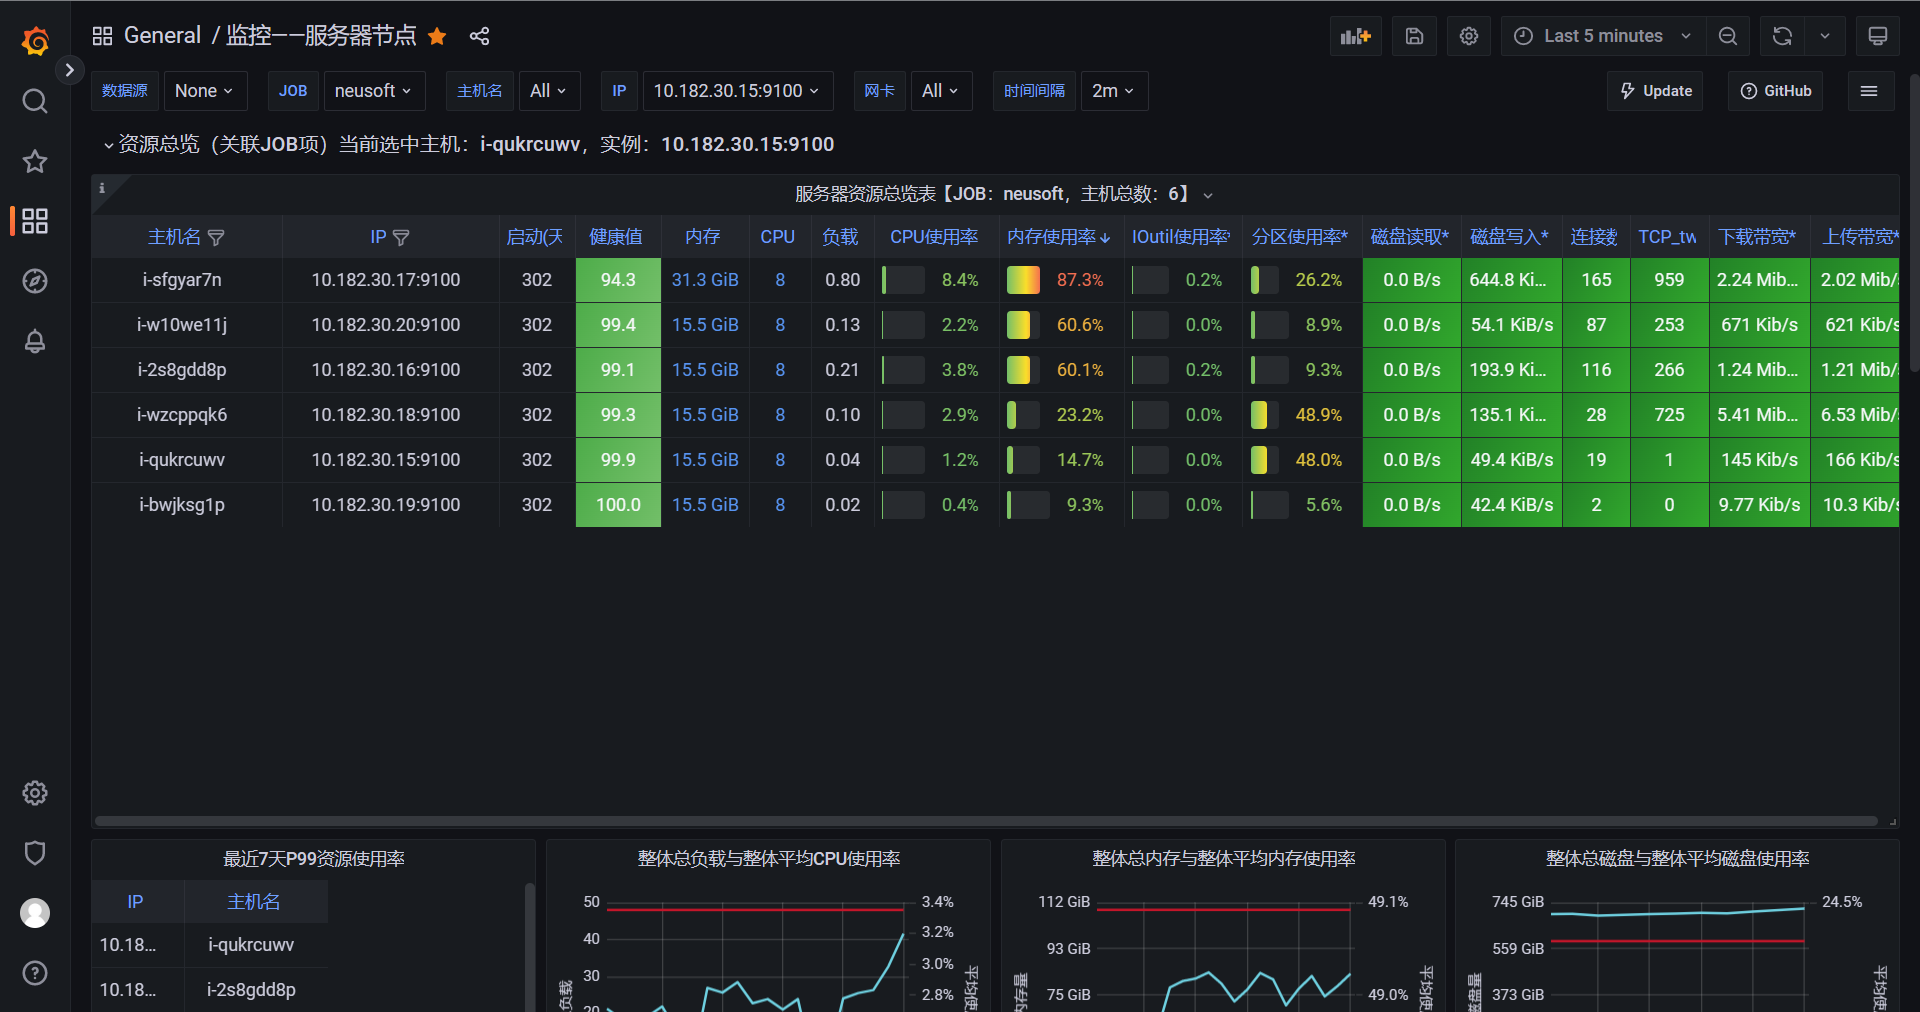 General / 监控——服务器节点
Last 5 minutes
数据源 None JOB neusoft 主机名 All IP 10.182.30.15:9100 网卡 All 时间间隔 2m Update GitHub
资源总览（关联JOB项）当前选中主机：i-qukrcuwv，实例：10.182.30.15:9100
服务器资源总览表【JOB：neusoft，主机总数：6】
主机名 IP 启动(天 健康值 内存 CPU 负载 CPU使用率 内存使用率 IOutil使用率* 分区使用率* 磁盘读取* 磁盘写入* 连接数 TCP_tw 下载带宽* 上传带宽*
i-sfgyar7n 10.182.30.17:9100 302 94.3 31.3 GiB 8 0.80 8.4% 87.3% 0.2% 26.2% 0.0 B/s 644.8 Ki... 165 959 2.24 Mib... 2.02 Mib/s
i-w10we11j 10.182.30.20:9100 302 99.4 15.5 GiB 8 0.13 2.2% 60.6% 0.0% 8.9% 0.0 B/s 54.1 KiB/s 87 253 671 Kib/s 621 Kib/s
i-2s8gdd8p 10.182.30.16:9100 302 99.1 15.5 GiB 8 0.21 3.8% 60.1% 0.2% 9.3% 0.0 B/s 193.9 Ki... 116 266 1.24 Mib... 1.21 Mib/s
i-wzcppqk6 10.182.30.18:9100 302 99.3 15.5 GiB 8 0.10 2.9% 23.2% 0.0% 48.9% 0.0 B/s 135.1 Ki... 28 725 5.41 Mib... 6.53 Mib/s
i-qukrcuwv 10.182.30.15:9100 302 99.9 15.5 GiB 8 0.04 1.2% 14.7% 0.0% 48.0% 0.0 B/s 49.4 KiB/s 19 1 145 Kib/s 166 Kib/s
i-bwjksg1p 10.182.30.19:9100 302 100.0 15.5 GiB 8 0.02 0.4% 9.3% 0.0% 5.6% 0.0 B/s 42.4 KiB/s 2 0 9.77 Kib/s 10.3 Kib/s
最近7天P99资源使用率
IP 主机名
10.18... i-qukrcuwv
10.18... i-2s8gdd8p
整体总负载与整体平均CPU使用率
50 3.4%
40 3.2%
30 3.0%
20 2.8%
负载
平均使
整体总内存与整体平均内存使用率
112 GiB 49.1%
93 GiB
75 GiB 49.0%
内存量
平均使
整体总磁盘与整体平均磁盘使用率
745 GiB 24.5%
559 GiB
373 GiB
磁盘量
平均使